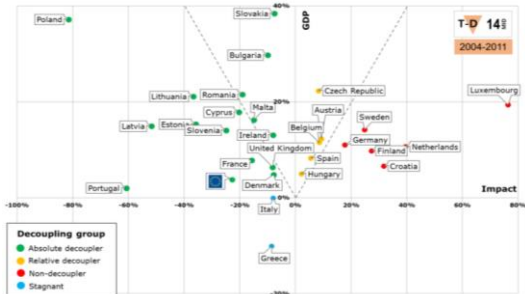 40%
GDP
T-D 14
2004-2011
Poland
Slovakia
Bulgaria
Czech Republic
Luxembourg
Lithuania
Romania
20%
Malta
Austria
Cyprus
Sweden
Latvia
Estonia
Slovenia
Ireland
Belgium
Germany
Netherlands
United Kingdom
Finland
France
Spain
Croatia
Hungary
Portugal
Denmark
Impact
-100%
-80%
-60%
-40%
-20%
0%
20%
40%
60%
80%
Italy
Greece
Decoupling group
Absolute decoupler
Relative decoupler
Non-decoupler
Stagnant